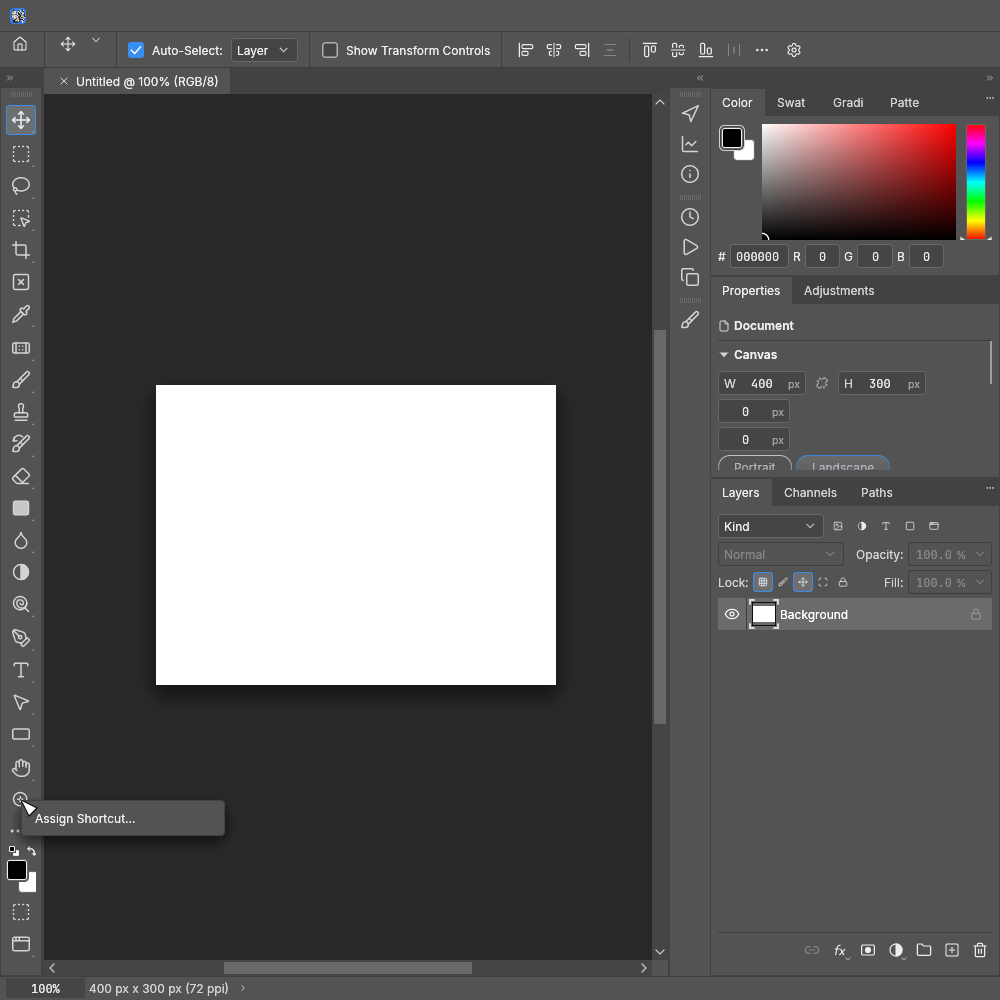 Auto-Select:
Layer
Show Transform Controls
Untitled @ 100% (RGB/8)
Color
Swat
Gradi
Patte
# 000000 R 0 G 0 B 0
Properties
Adjustments
Document
Canvas
W 400 px
H 300 px
0 px
0 px
Portrait
Landscape
Layers
Channels
Paths
Kind
Normal
Opacity: 100.0 %
Lock:
Fill: 100.0 %
Background
Assign Shortcut...
fx
100%
400 px x 300 px (72 ppi)